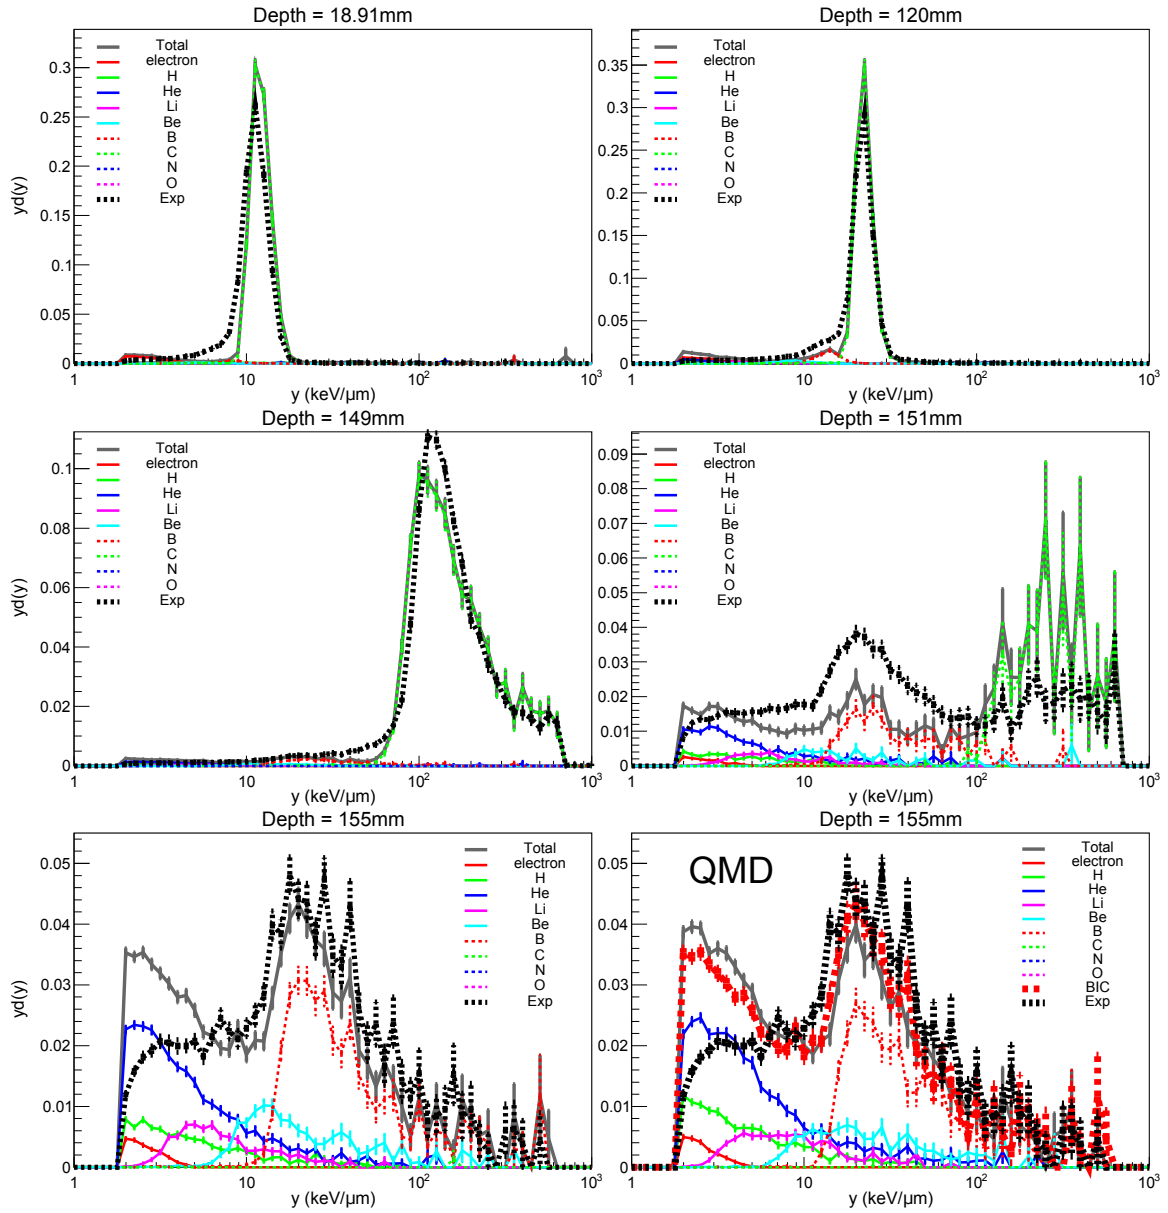 Depth = 18.91mm
yd(y)
0.3
0.25
0.2
0.15
0.1
0.05
0
Total
electron
H
He
Li
Be
B
C
N
O
Exp
1
10
10²
10³
y (keV/µm)
Depth = 120mm
0.35
0.3
0.25
0.2
0.15
0.1
0.05
0
Total
electron
H
He
Li
Be
B
C
N
O
Exp
1
10
10²
10³
y (keV/µm)
Depth = 149mm
yd(y)
0.1
0.08
0.06
0.04
0.02
0
Total
electron
H
He
Li
Be
B
C
N
O
Exp
1
10
10²
10³
y (keV/µm)
Depth = 151mm
0.09
0.08
0.07
0.06
0.05
0.04
0.03
0.02
0.01
0
Total
electron
H
He
Li
Be
B
C
N
O
Exp
1
10
10²
10³
y (keV/µm)
Depth = 155mm
yd(y)
0.05
0.04
0.03
0.02
0.01
0
Total
electron
H
He
Li
Be
B
C
N
O
Exp
1
10
10²
10³
y (keV/µm)
Depth = 155mm
QMD
0.05
0.04
0.03
0.02
0.01
0
Total
electron
H
He
Li
Be
B
C
N
O
BIC
Exp
1
10
10²
10³
y (keV/µm)